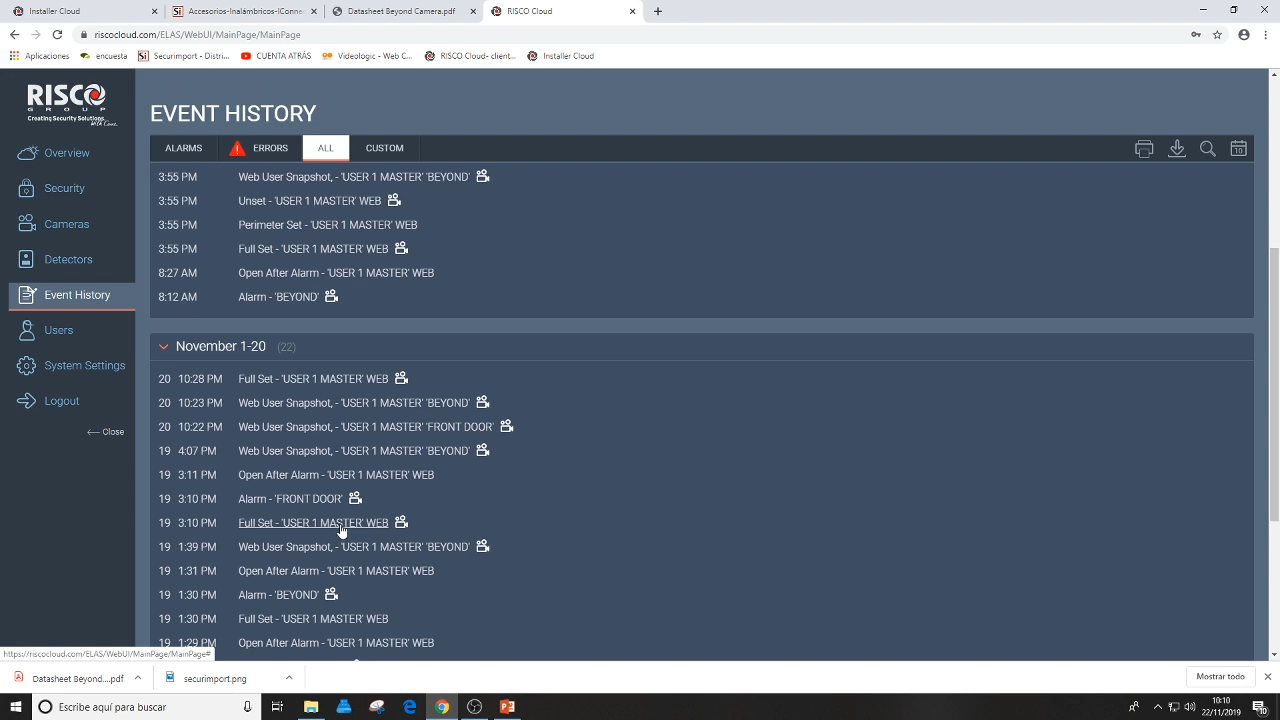 Installer Cloud
Accesorios-Inalámbricos-IConne
Datasheet Beyond Camera.pdf
RISCO Cloud
riscocloud.com/ELAS/WebUI/MainPage/MainPage
Aplicaciones
encuesta
Securimport - Distri...
CUENTA ATRÁS
Videologic - Web C...
RISCO Cloud- client...
Installer Cloud
RISCO
GROUP
Creating Security Solutions.
With Care.
Overview
Security
Cameras
Detectors
Event History
Users
System Settings
Logout
Close
EVENT HISTORY
ALARMS
ERRORS
ALL
CUSTOM
10
3:55 PM Web User Snapshot, - 'USER 1 MASTER' 'BEYOND'
3:55 PM Unset - 'USER 1 MASTER' WEB
3:55 PM Perimeter Set - 'USER 1 MASTER' WEB
3:55 PM Full Set - 'USER 1 MASTER' WEB
8:27 AM Open After Alarm - 'USER 1 MASTER' WEB
8:12 AM Alarm - 'BEYOND'
November 1-20 (22)
20 10:28 PM Full Set - 'USER 1 MASTER' WEB
20 10:23 PM Web User Snapshot, - 'USER 1 MASTER' 'BEYOND'
20 10:22 PM Web User Snapshot, - 'USER 1 MASTER' 'FRONT DOOR'
19 4:07 PM Web User Snapshot, - 'USER 1 MASTER' 'BEYOND'
19 3:11 PM Open After Alarm - 'USER 1 MASTER' WEB
19 3:10 PM Alarm - 'FRONT DOOR'
19 3:10 PM Full Set - 'USER 1 MASTER' WEB
19 1:39 PM Web User Snapshot, - 'USER 1 MASTER' 'BEYOND'
19 1:31 PM Open After Alarm - 'USER 1 MASTER' WEB
19 1:30 PM Alarm - 'BEYOND'
19 1:30 PM Full Set - 'USER 1 MASTER' WEB
19 1:29 PM Open After Alarm - 'USER 1 MASTER' WEB
https://riscocloud.com/ELAS/WebUI/MainPage/MainPage#
Datasheet Beyond....pdf
securimport.png
Mostrar todo
Escribe aquí para buscar
10:10
22/11/2019